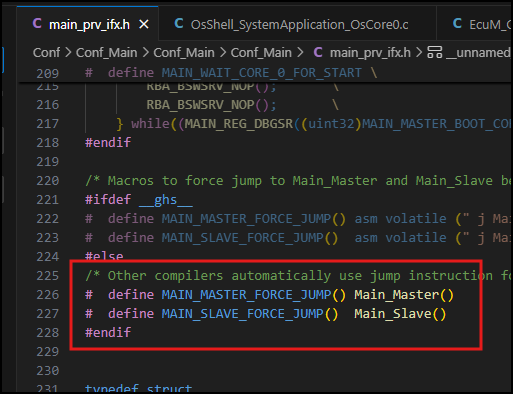 main_prv_ifx.h
OsShell_SystemApplication_OsCore0.c
EcuM_C
Conf > Conf_Main > Conf_Main > Conf_Main > main_prv_ifx.h > __unnamed
209 # define MAIN_WAIT_CORE_0_FOR_START \
215 RBA_BSWSRV_NOP(); \
216 RBA_BSWSRV_NOP(); \
217 } while((MAIN_REG_DBGSR((uint32)MAIN_MASTER_BOOT_CO
218 #endif
219
220 /* Macros to force jump to Main_Master and Main_Slave be
221 #ifdef __ghs__
222 # define MAIN_MASTER_FORCE_JUMP() asm volatile (" j Mai
223 # define MAIN_SLAVE_FORCE_JUMP() asm volatile (" j Mai
224 #else
225 /* Other compilers automatically use jump instruction fo
226 # define MAIN_MASTER_FORCE_JUMP() Main_Master()
227 # define MAIN_SLAVE_FORCE_JUMP() Main_Slave()
228 #endif
229
230
231 typedef struct